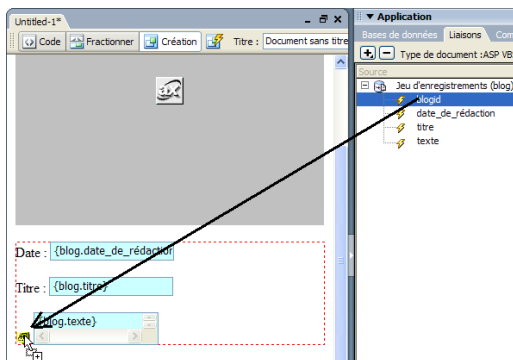 Untitled-1*
Code Fractionner Création Titre : Document sans titre
Date : {blog.date_de_rédaction
Titre : {blog.titre}
{blog.texte}
Application
Bases de données Liaisons Com
Type de document :ASP VB
Source
Jeu d'enregistrements (blog)
blogid
date_de_rédaction
titre
texte